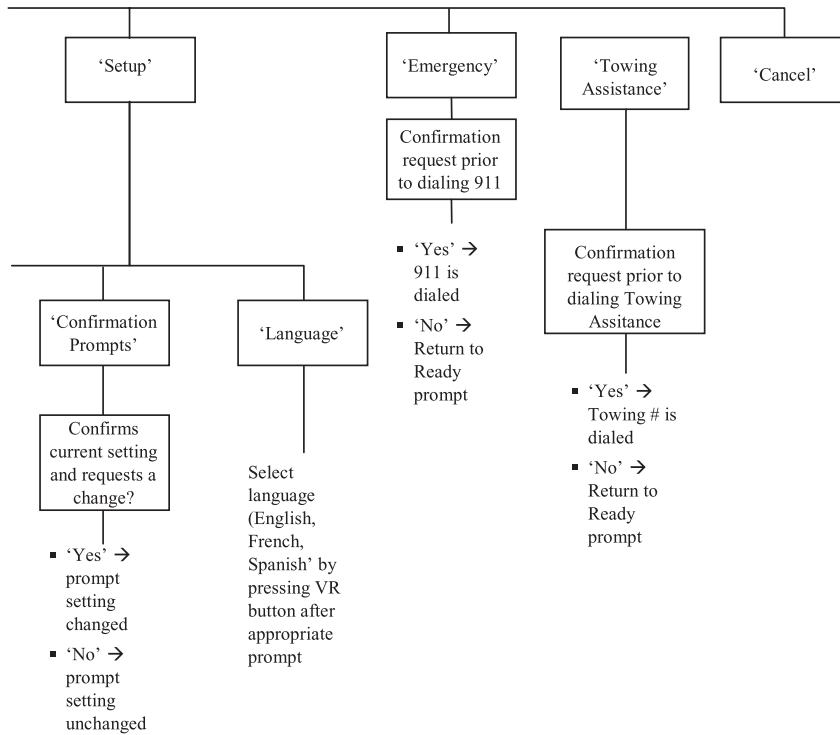 ‘Setup’
‘Emergency’
‘Towing
Assistance’
‘Cancel’
Confirmation
request prior
to dialing 911
▪ ‘Yes’ →
911 is
dialed
▪ ‘No’ →
Return to
Ready
prompt
Confirmation
request prior to
dialing Towing
Assitance
▪ ‘Yes’ →
Towing # is
dialed
▪ ‘No’ →
Return to
Ready
prompt
‘Confirmation
Prompts’
Confirms
current setting
and requests a
change?
▪ ‘Yes’ →
prompt
setting
changed
▪ ‘No’ →
prompt
setting
unchanged
‘Language’
Select
language
(English,
French,
Spanish’ by
pressing VR
button after
appropriate
prompt